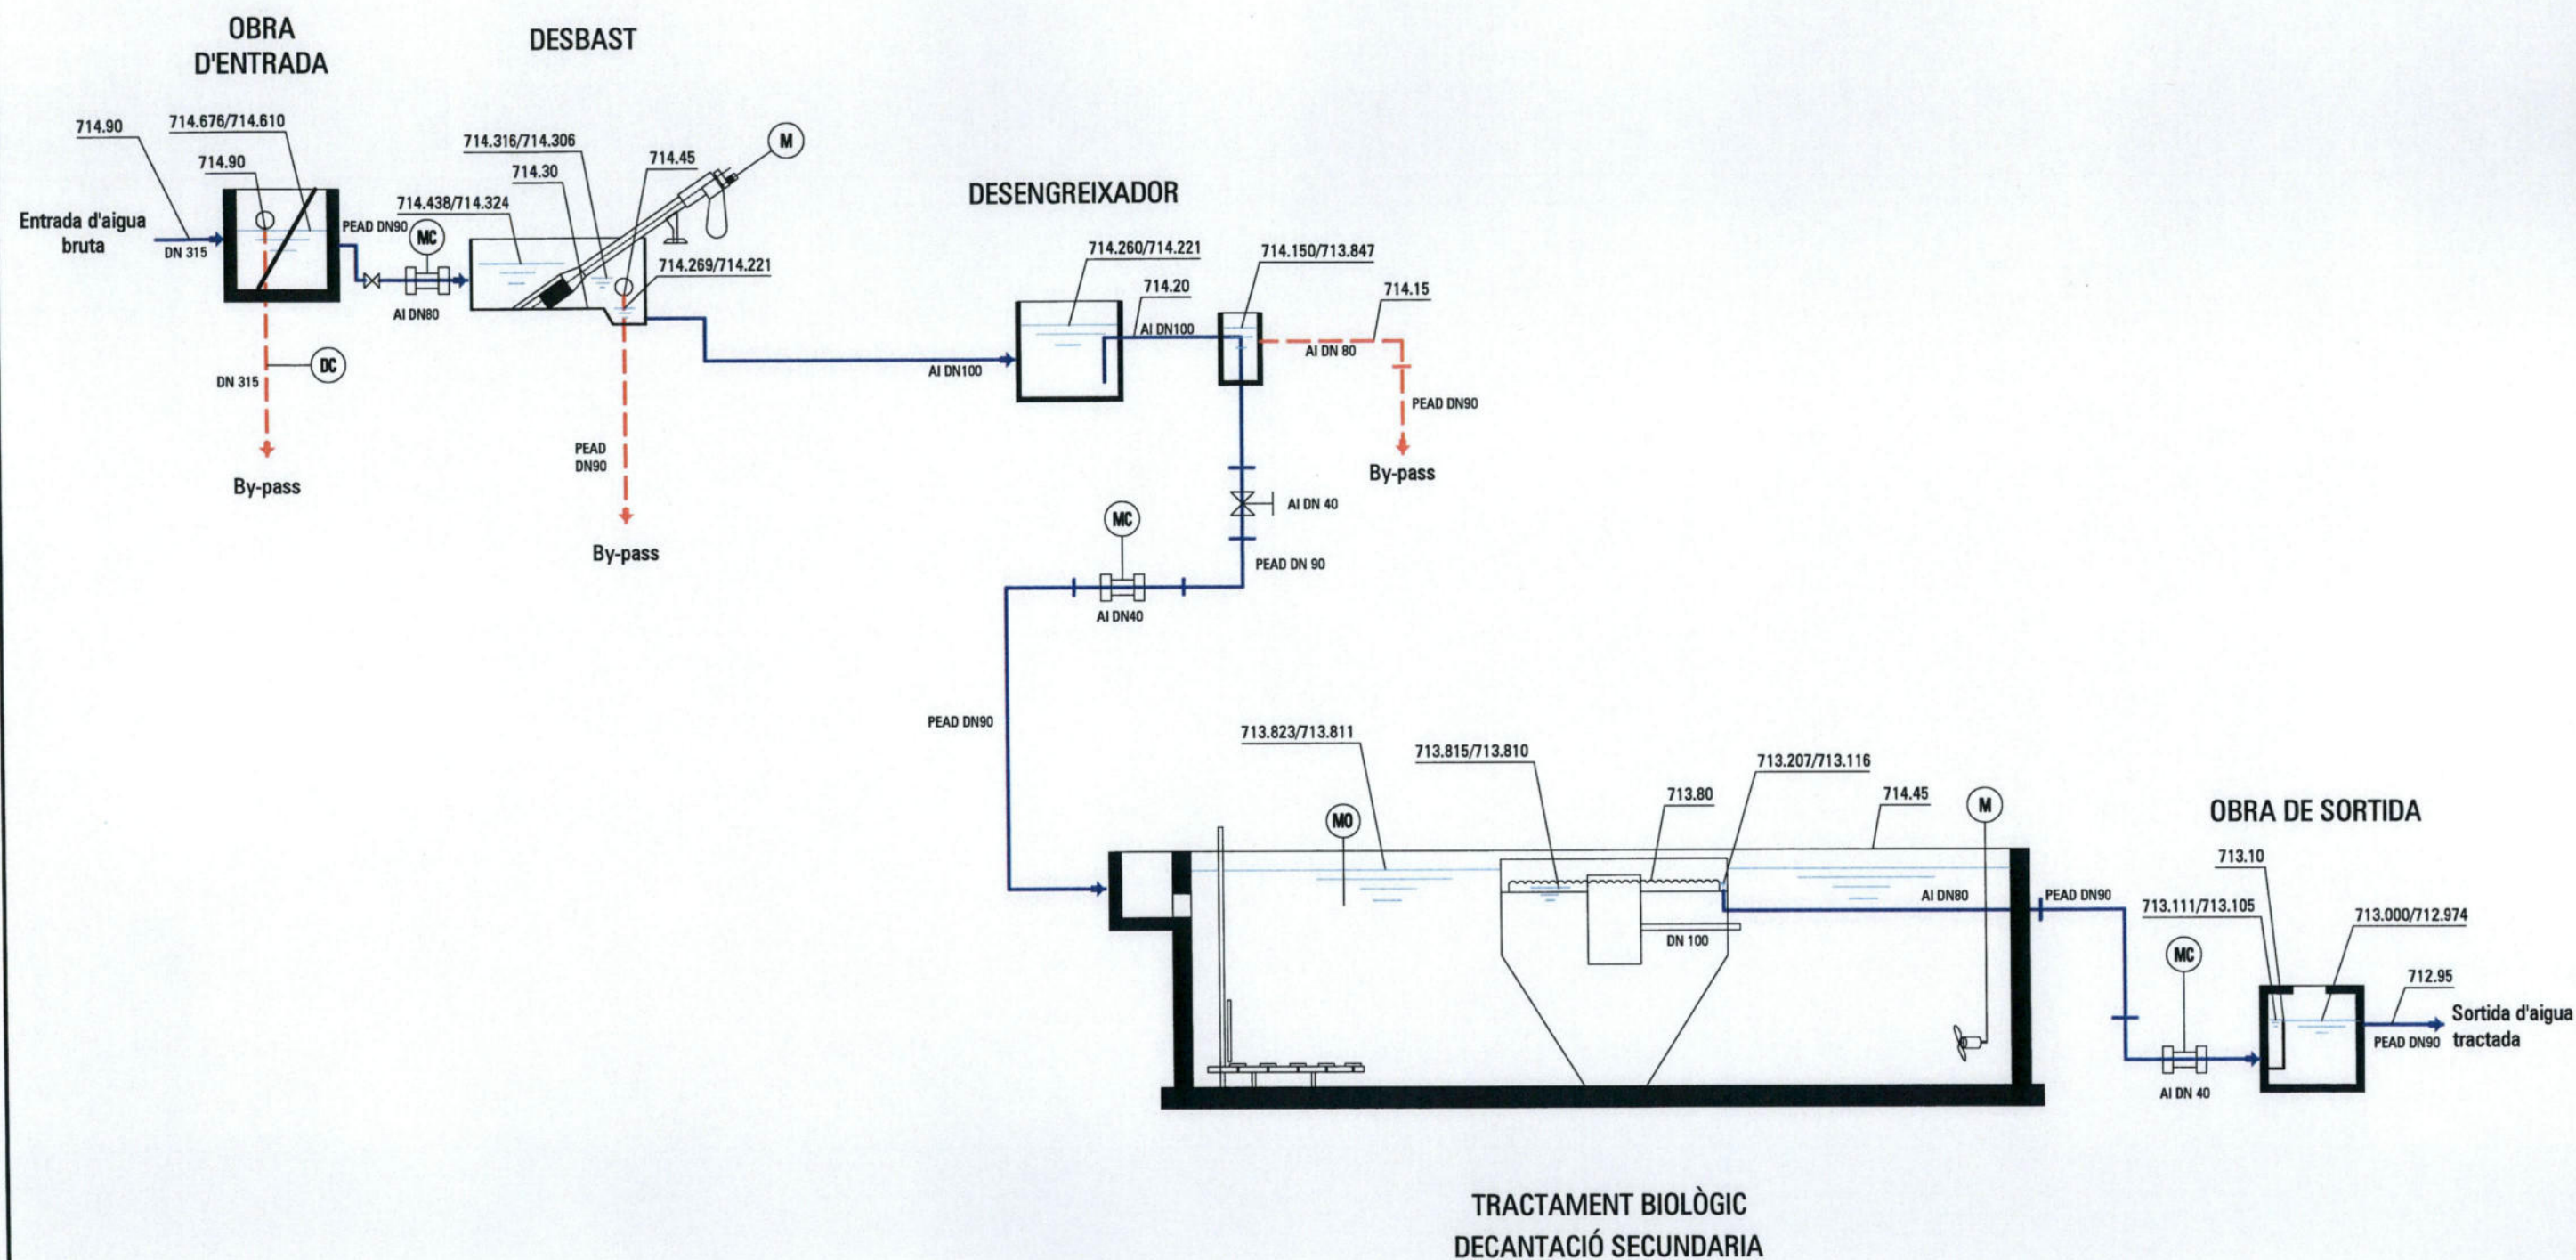 OBRA
D'ENTRADA
DESBAST
714.90
714.676/714.610
714.90
Entrada d'aigua
bruta
DN 315
PEAD DN90
MC
AI DN80
DN 315
DC
By-pass
714.316/714.306
714.30
714.438/714.324
714.45
M
714.269/714.221
PEAD
DN90
By-pass
DESENGREIXADOR
AI DN100
714.260/714.221
714.20
AI DN100
714.150/713.847
714.15
AI DN 80
PEAD DN90
By-pass
AI DN 40
PEAD DN 90
MC
AI DN40
PEAD DN90
713.823/713.811
MO
713.815/713.810
713.80
713.207/713.116
714.45
M
AI DN80
DN 100
PEAD DN90
OBRA DE SORTIDA
713.10
713.111/713.105
713.000/712.974
MC
712.95
Sortida d'aigua
tractada
PEAD DN90
AI DN 40
TRACTAMENT BIOLÒGIC
DECANTACIÓ SECUNDARIA